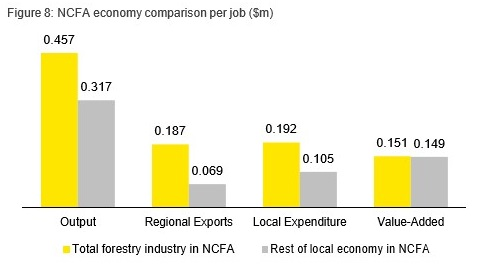 Figure 8: NCFA economy comparison per job ($m)
0.457
0.317
0.187
0.069
0.192
0.105
0.151 0.149
Output Regional Exports Local Expenditure Value-Added
Total forestry industry in NCFA Rest of local economy in NCFA